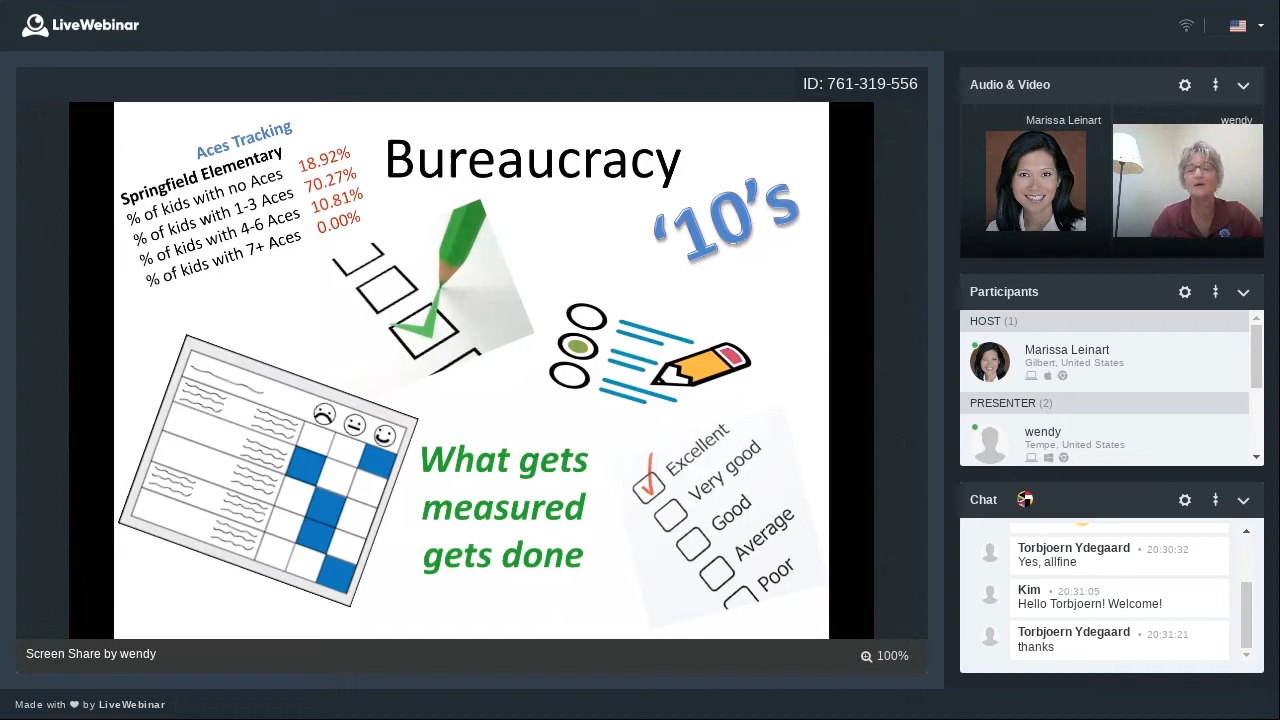 LiveWebinar
ID: 761-319-556
Aces Tracking
Springfield Elementary
% of kids with no Aces 18.92%
% of kids with 1-3 Aces 70.27%
% of kids with 4-6 Aces 10.81%
% of kids with 7+ Aces 0.00%
Bureaucracy
‘10’s
What gets
measured
gets done
Excellent
Very good
Good
Average
Poor
Screen Share by wendy
100%
Audio & Video
Marissa Leinart
wendy
Participants
HOST (1)
Marissa Leinart
Gilbert, United States
PRESENTER (2)
wendy
Tempe, United States
Chat
Torbjoern Ydegaard • 20:30:32
Yes, allfine
Kim • 20:31:05
Hello Torbjoern! Welcome!
Torbjoern Ydegaard • 20:31:21
thanks
Made with ❤ by LiveWebinar